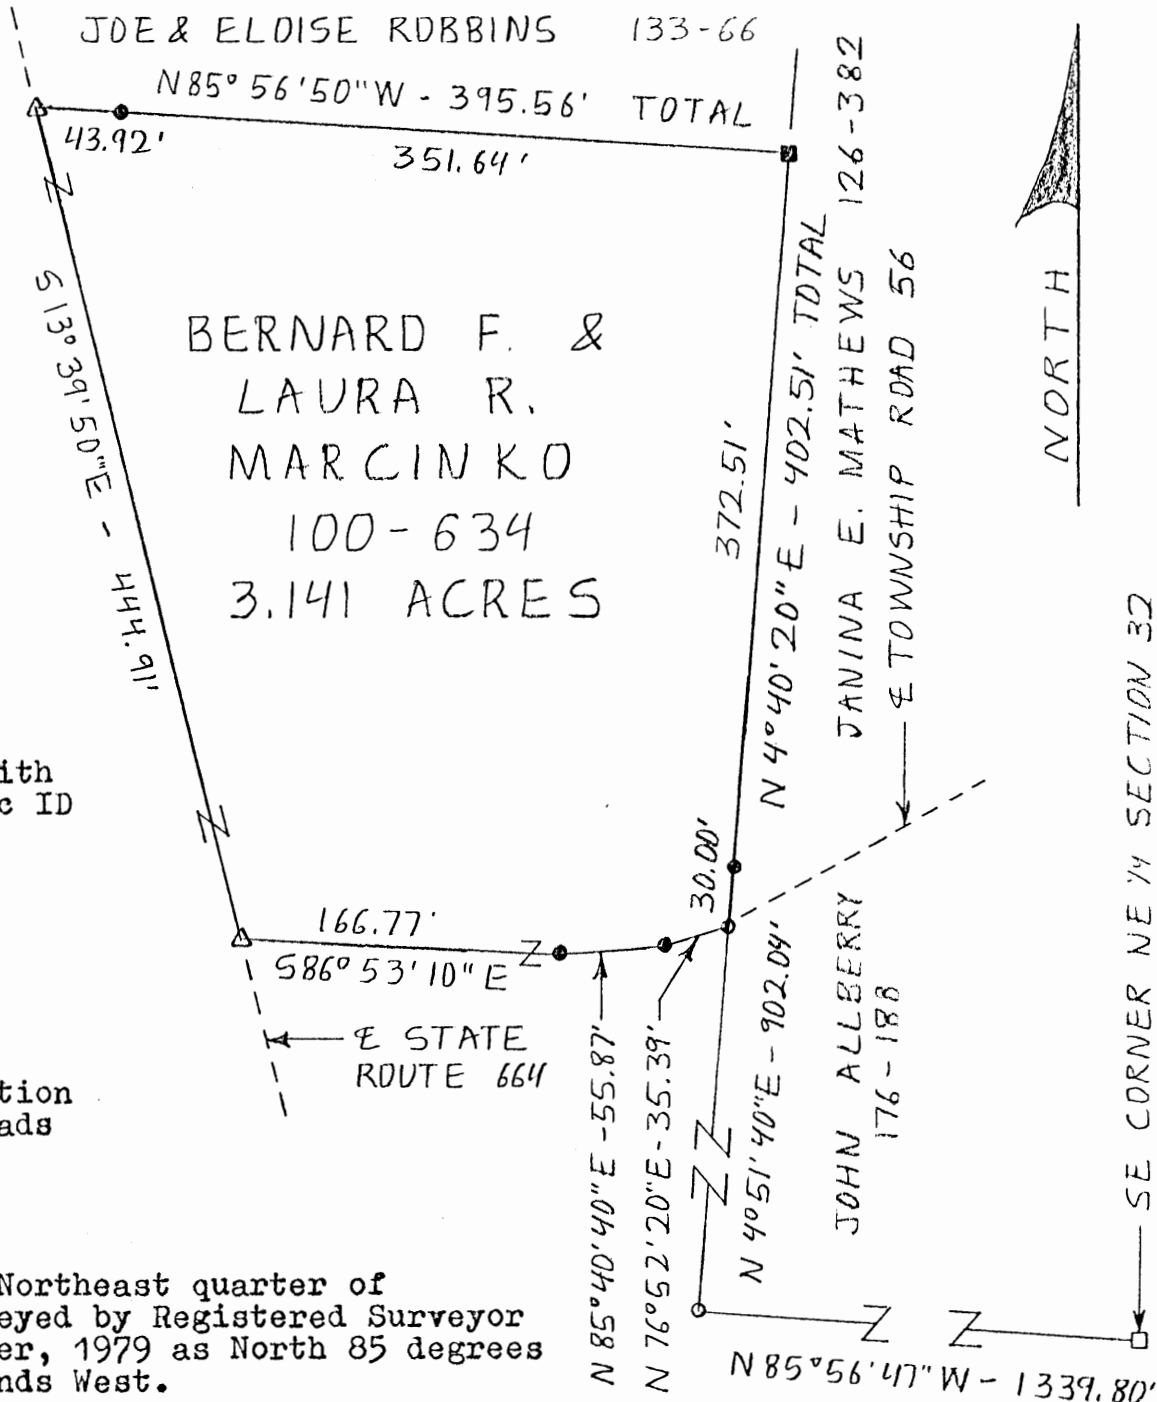 JOE & ELOISE ROBBINS 133-66
N85° 56' 50" W - 395.56' TOTAL
43.92'
351.64'
S 13° 39' 50" E - 444.91'
BERNARD F. &
LAURA R.
MARCINKO
100 - 634
3.141 ACRES
372.51'
N 4° 40' 20" E - 402.51' TOTAL
JANINA E. MATHEWS 126-382
℄ TOWNSHIP ROAD 56
NORTH
ith
c ID
30.00'
166.77'
S86° 53' 10" E
℄ STATE
ROUTE 664
N 85° 40' 40" E - 55.87'
N 76° 52' 20" E - 35.39'
N 4° 51' 40" E - 902.04'
JOHN ALLBERRY
176-188
SE CORNER NE 1/4 SECTION 32
tion
ads
Northeast quarter of
eyed by Registered Surveyor
er, 1979 as North 85 degrees
nds West.
N 85° 56' 47" W - 1339.80'